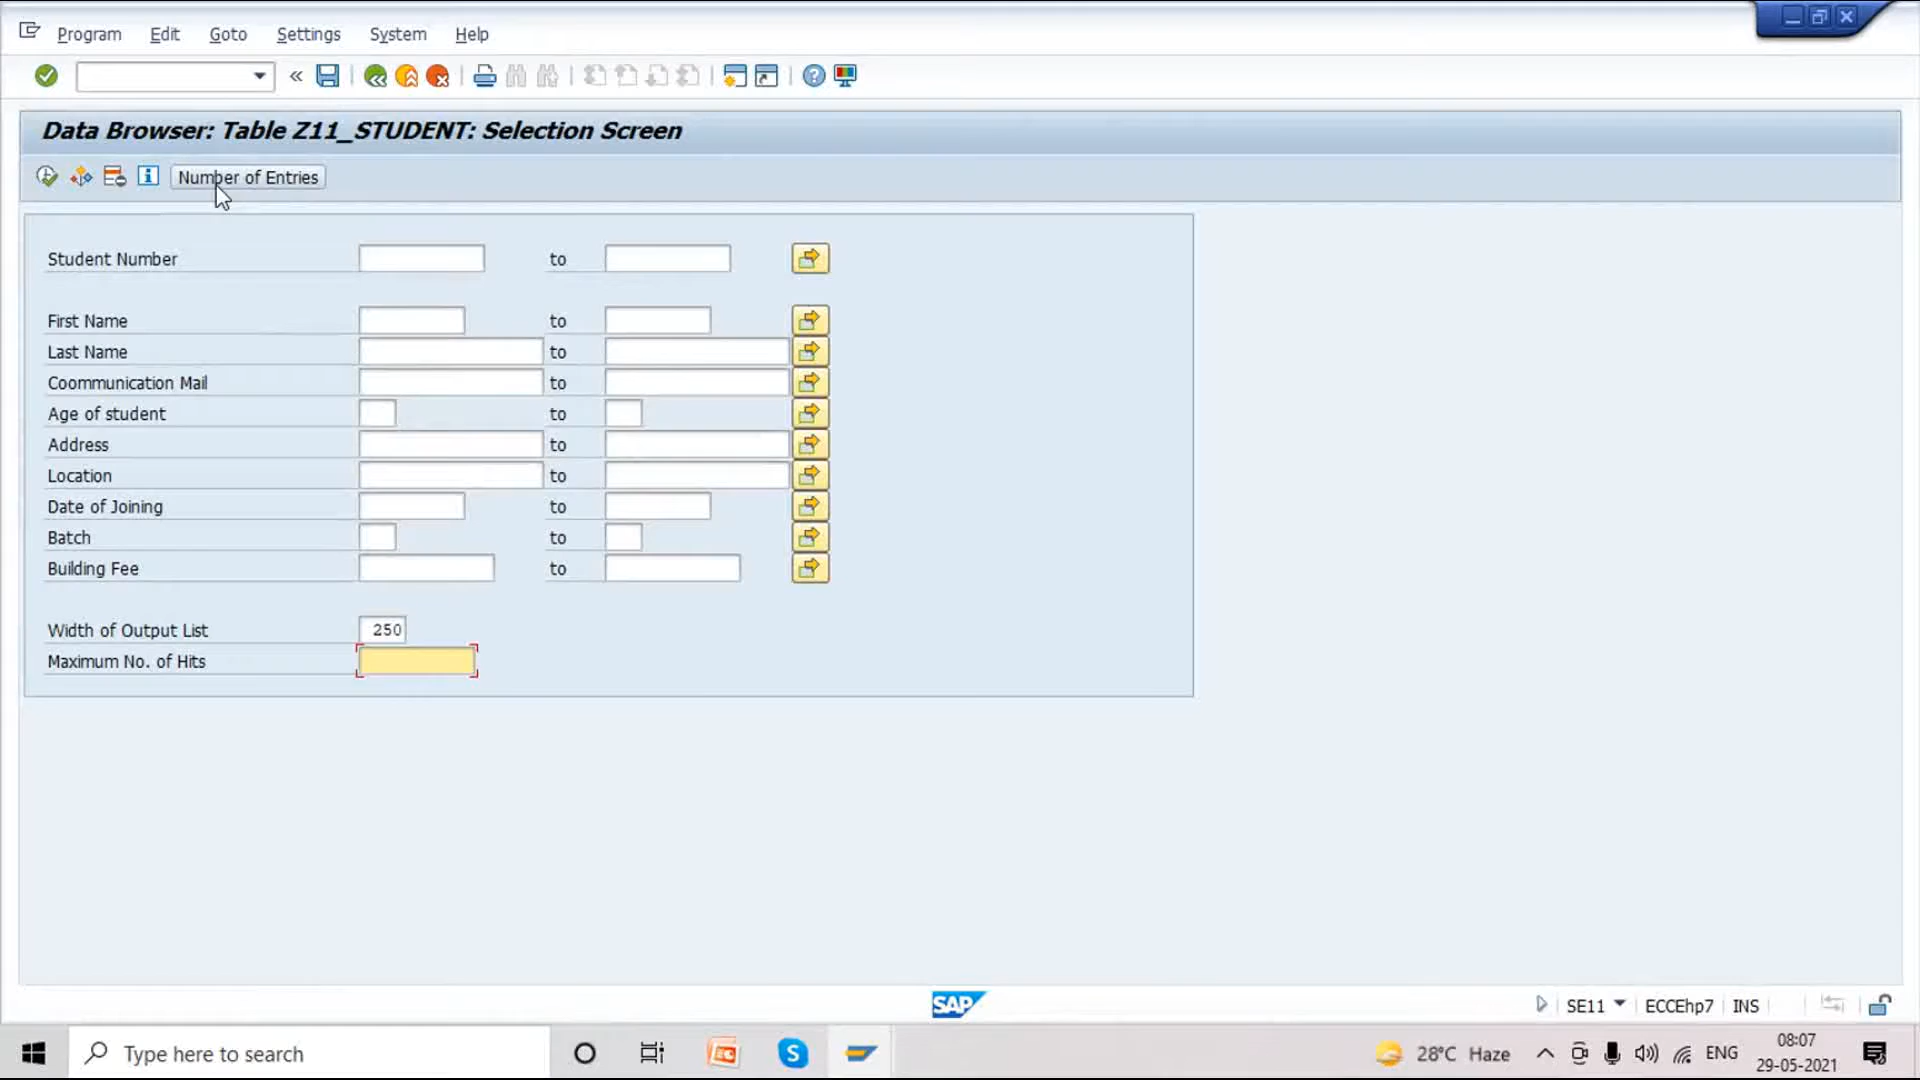 Program Edit Goto Settings System Help
Data Browser: Table Z11_STUDENT: Selection Screen
Number of Entries
Student Number to
First Name to
Last Name to
Coommunication Mail to
Age of student to
Address to
Location to
Date of Joining to
Batch to
Building Fee to
Width of Output List 250
Maximum No. of Hits
SAP SE11 ECCEhp7 INS
Type here to search 28°C Haze ENG 08:07
29-05-2021